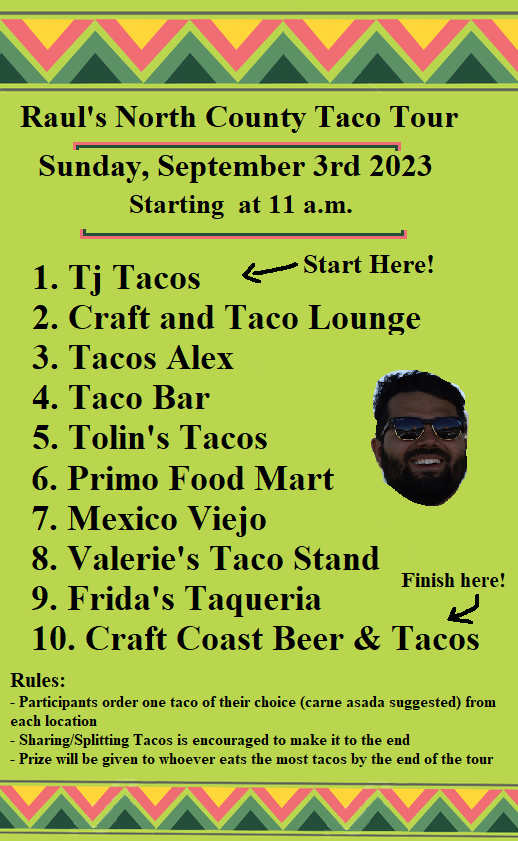 Raul's North County Taco Tour
Sunday, September 3rd 2023
Starting at 11 a.m.
Start Here!
1. Tj Tacos
2. Craft and Taco Lounge
3. Tacos Alex
4. Taco Bar
5. Tolin's Tacos
6. Primo Food Mart
7. Mexico Viejo
8. Valerie's Taco Stand
Finish here!
9. Frida's Taqueria
10. Craft Coast Beer & Tacos
Rules:
- Participants order one taco of their choice (carne asada suggested) from
each location
- Sharing/Splitting Tacos is encouraged to make it to the end
- Prize will be given to whoever eats the most tacos by the end of the tour